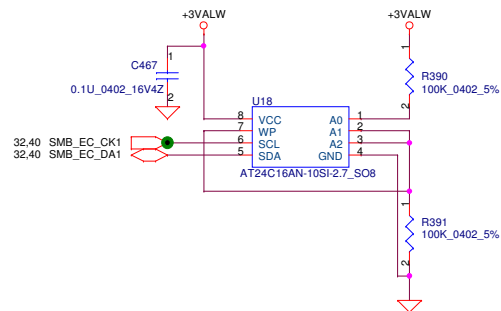 +3VALW
+3VALW
1
C467
0.1U_0402_16V4Z
2
1
R390
100K_0402_5%
2
U18
8 VCC A0 1
7 WP A1 2
32,40 SMB_EC_CK1 6 SCL A2 3
32,40 SMB_EC_DA1 5 SDA GND 4
AT24C16AN-10SI-2.7_SO8
1
R391
100K_0402_5%
2